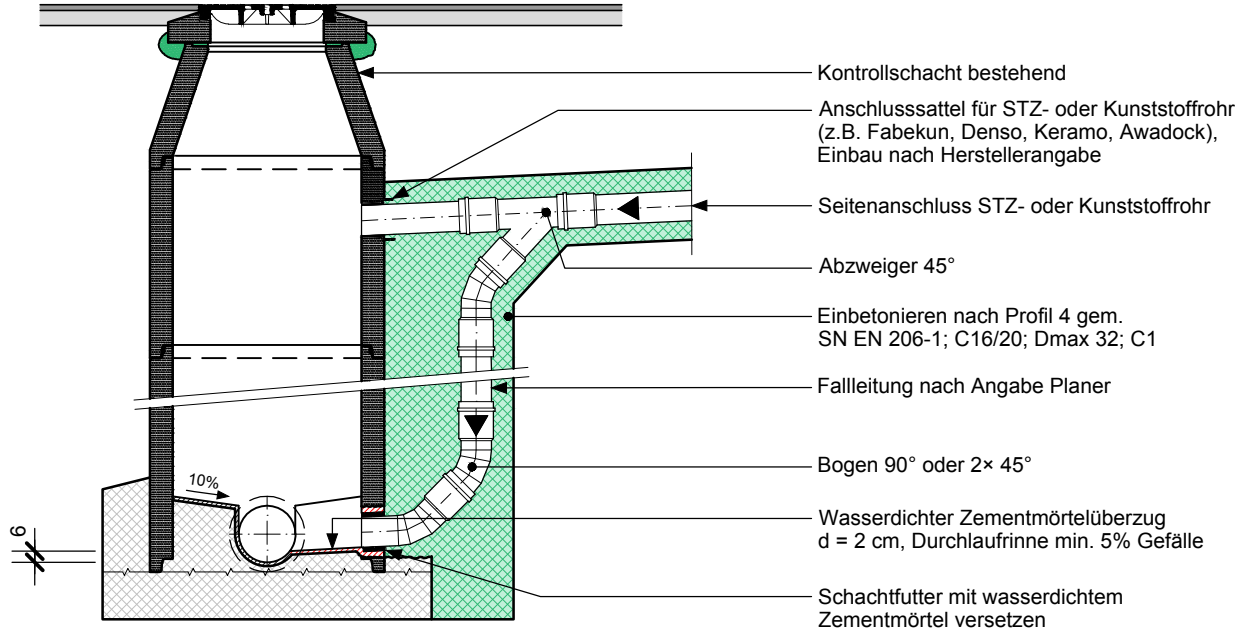 Kontrollschacht bestehend
Anschlusssattel für STZ- oder Kunststoffrohr
(z.B. Fabekun, Denso, Keramo, Awadock),
Einbau nach Herstellerangabe
Seitenanschluss STZ- oder Kunststoffrohr
Abzweiger 45°
Einbetonieren nach Profil 4 gem.
SN EN 206-1; C16/20; Dmax 32; C1
Fallleitung nach Angabe Planer
Bogen 90° oder 2× 45°
10%
6
Wasserdichter Zementmörtelüberzug
d = 2 cm, Durchlaufrinne min. 5% Gefälle
Schachtfutter mit wasserdichtem
Zementmörtel versetzen